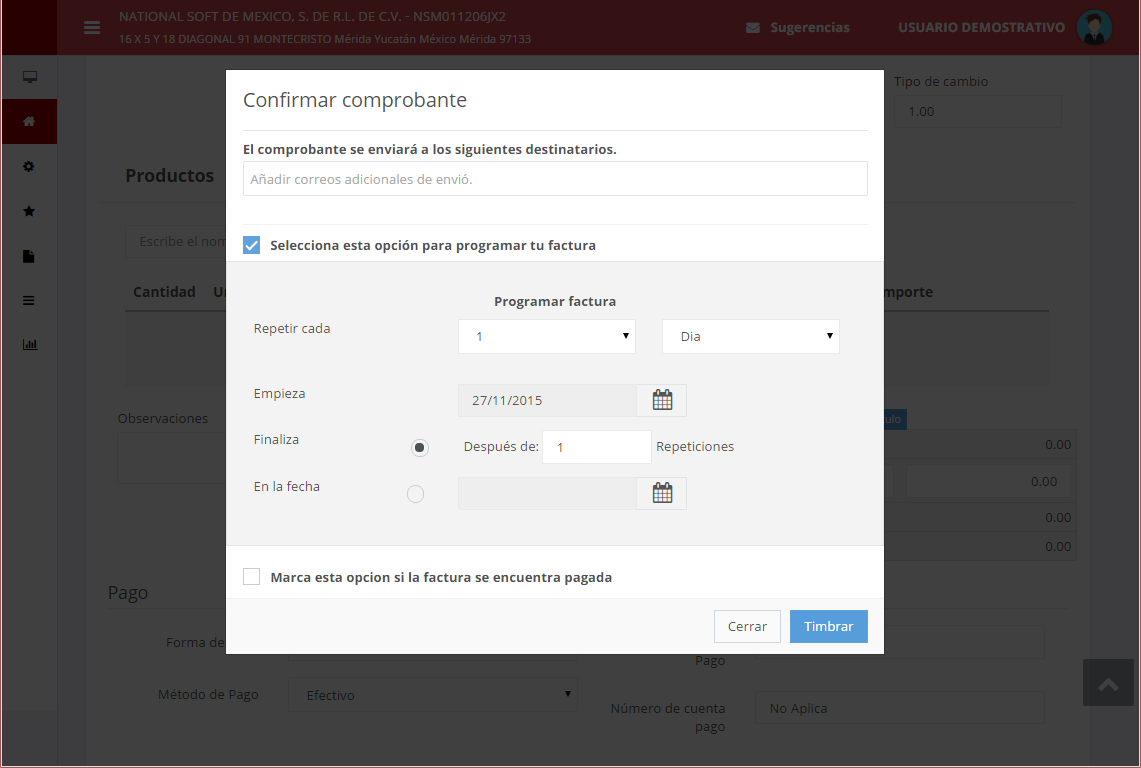 NATIONAL SOFT DE MEXICO, S. DE R.L. DE C.V. - NSM011206JX2
16 X 5 Y 18 DIAGONAL 91 MONTECRISTO Mérida Yucatán México Mérida 97133
Sugerencias
USUARIO DEMOSTRATIVO
Tipo de cambio
1.00
Confirmar comprobante
El comprobante se enviará a los siguientes destinatarios.
Añadir correos adicionales de envió.
Productos
Escribe el
Selecciona esta opción para programar tu factura
Cantidad
Programar factura
Repetir cada
1
Dia
Empieza
27/11/2015
Observaciones
Finaliza
Después de:
1
Repeticiones
0.00
En la fecha
0.00
0.00
0.00
Marca esta opcion si la factura se encuentra pagada
Pago
Cerrar
Timbrar
Forma de
Pago
Método de Pago
Efectivo
Número de cuenta
pago
No Aplica